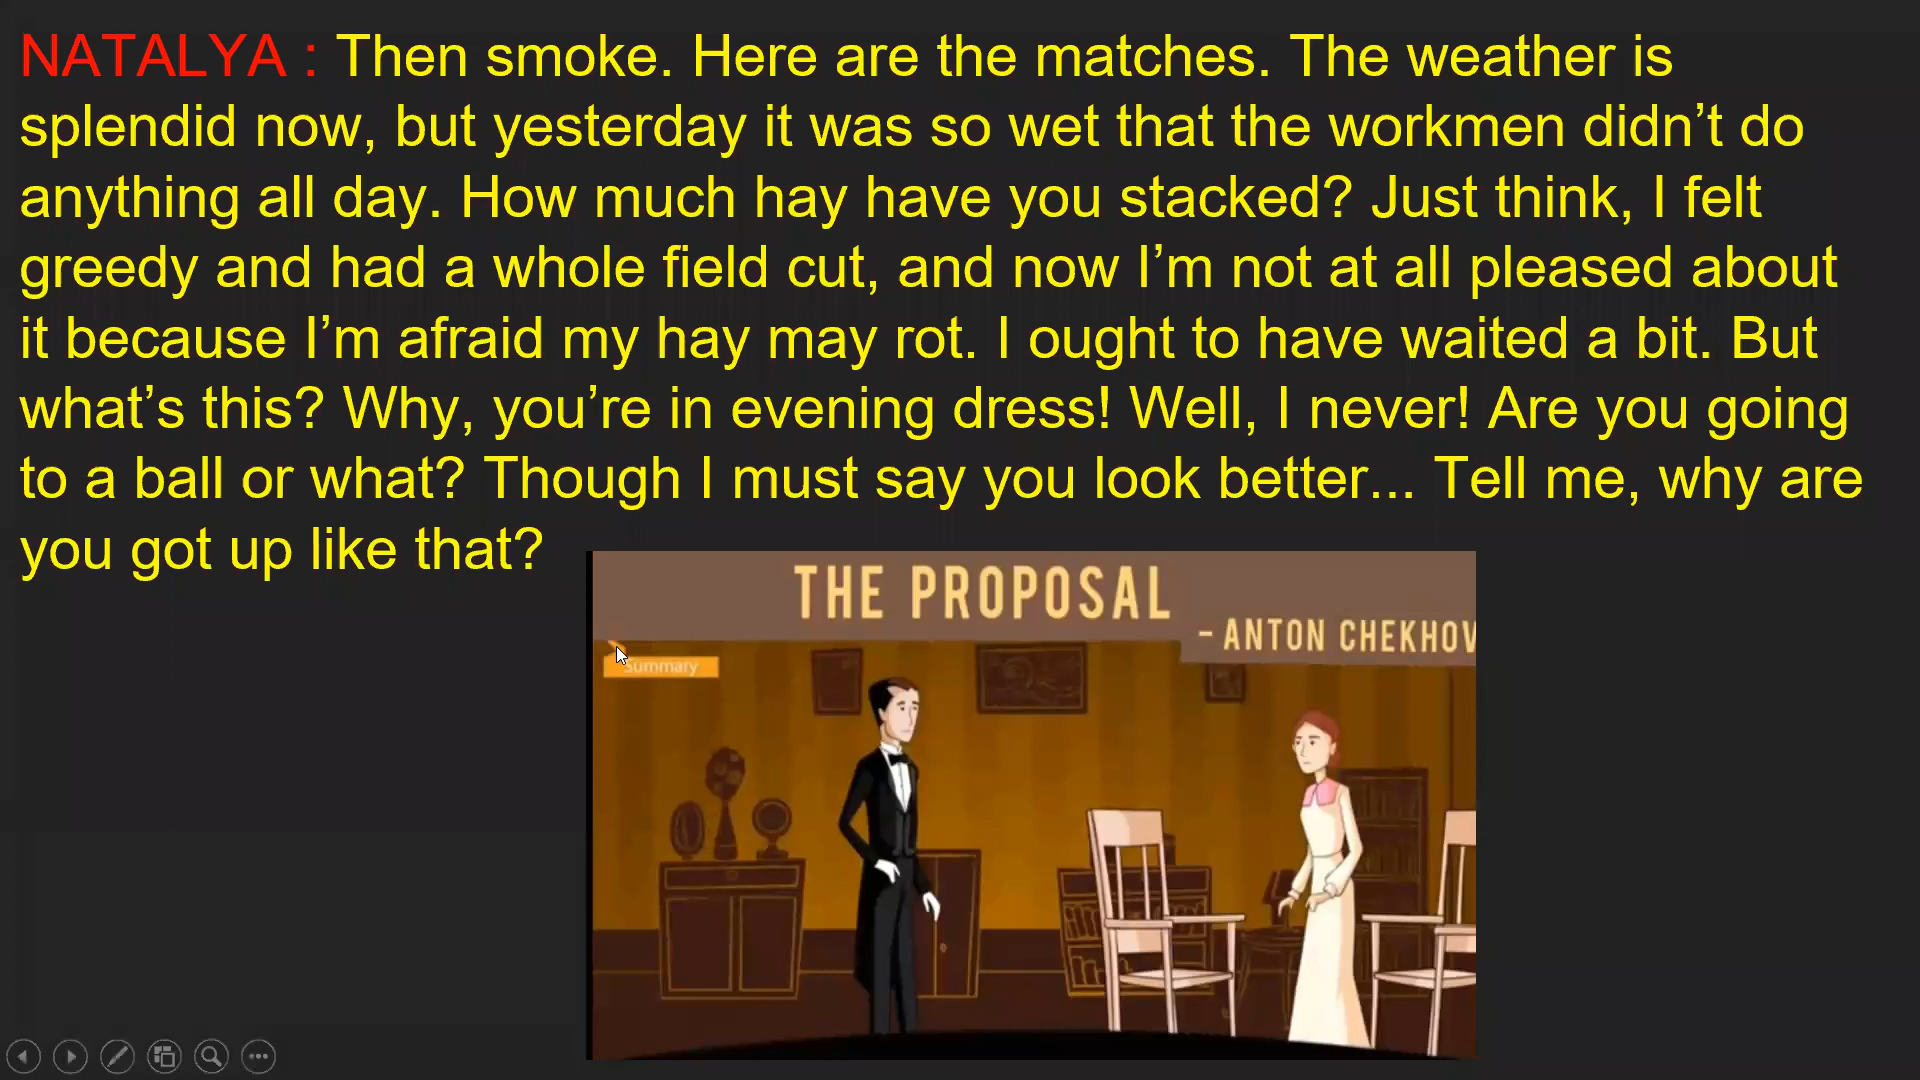 NATALYA : Then smoke. Here are the matches. The weather is
splendid now, but yesterday it was so wet that the workmen didn’t do
anything all day. How much hay have you stacked? Just think, I felt
greedy and had a whole field cut, and now I’m not at all pleased about
it because I’m afraid my hay may rot. I ought to have waited a bit. But
what’s this? Why, you’re in evening dress! Well, I never! Are you going
to a ball or what? Though I must say you look better... Tell me, why are
you got up like that?
THE PROPOSAL
– ANTON CHEKHOV
Summary